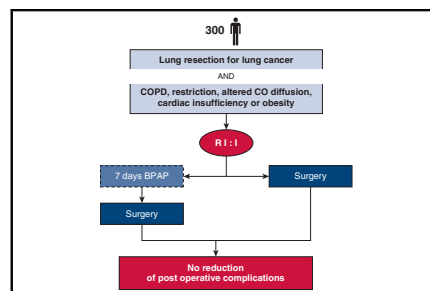 300
Lung resection for lung cancer
AND
COPD, restriction, altered CO diffusion,
cardiac insufficiency or obesity
R I : I
7 days BPAP
Surgery
Surgery
No reduction
of post operative complications